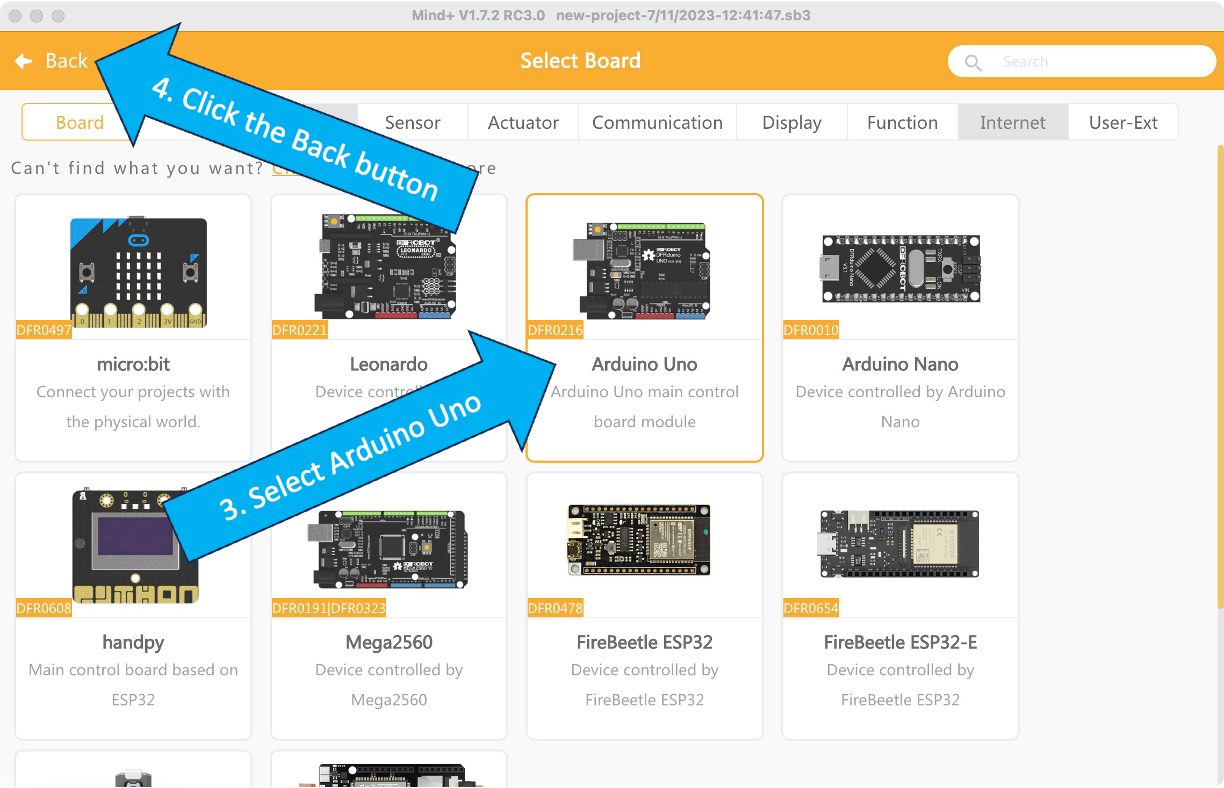 Mind+ V1.7.2 RC3.0 new-project-7/11/2023-12:41:47.sb3
Back
Select Board
Search
4. Click the Back button
Board
Sensor
Actuator
Communication
Display
Function
Internet
User-Ext
Can't find what you want?
DFR0497
micro:bit
Connect your projects with
the physical world.
DFR0221
Leonardo
DFR0216
Arduino Uno
Arduino Uno main control
board module
DFR0010
Arduino Nano
Device controlled by Arduino
Nano
3. Select Arduino Uno
DFR0608
handpy
Main control board based on
ESP32
DFR0191|DFR0323
Mega2560
Device controlled by
Mega2560
DFR0478
FireBeetle ESP32
Device controlled by
FireBeetle ESP32
DFR0654
FireBeetle ESP32-E
Device controlled by
FireBeetle ESP32